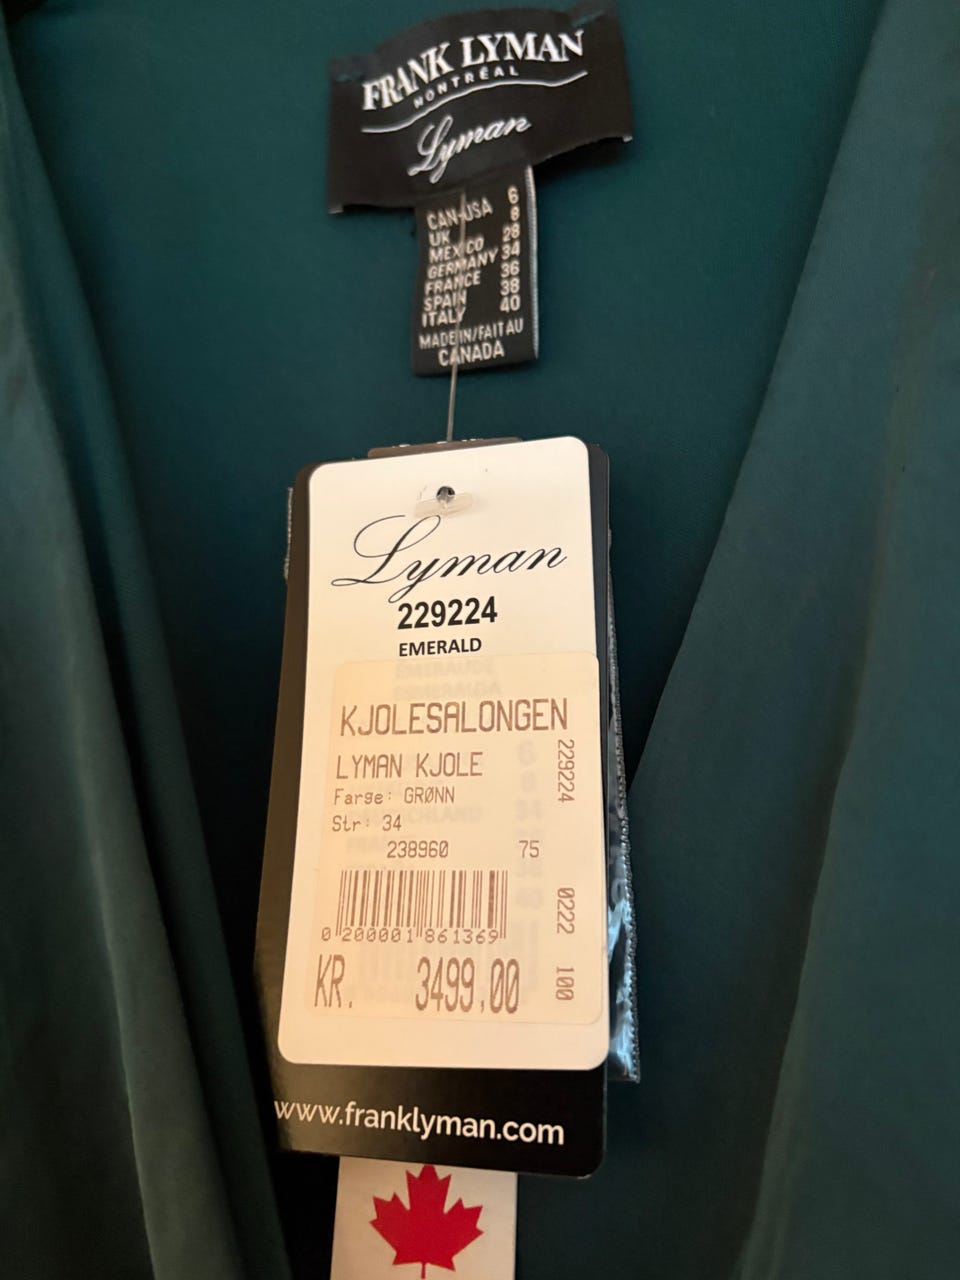 FRANK LYMAN
MONTRÉAL
Lyman
CAN-USA 6
UK 8
MEXICO 28
GERMANY 34
FRANCE 36
SPAIN 38
ITALY 40
MADE IN/FAIT AU
CANADA
Lyman
229224
EMERALD
EMERAUDE
ESMERALDA
KJOLESALONGEN
LYMAN KJOLE
Farge: GRØNN
Str: 34
238960 75
0 200001 861369
KR. 3499,00
229224
0222
100
www.franklyman.com